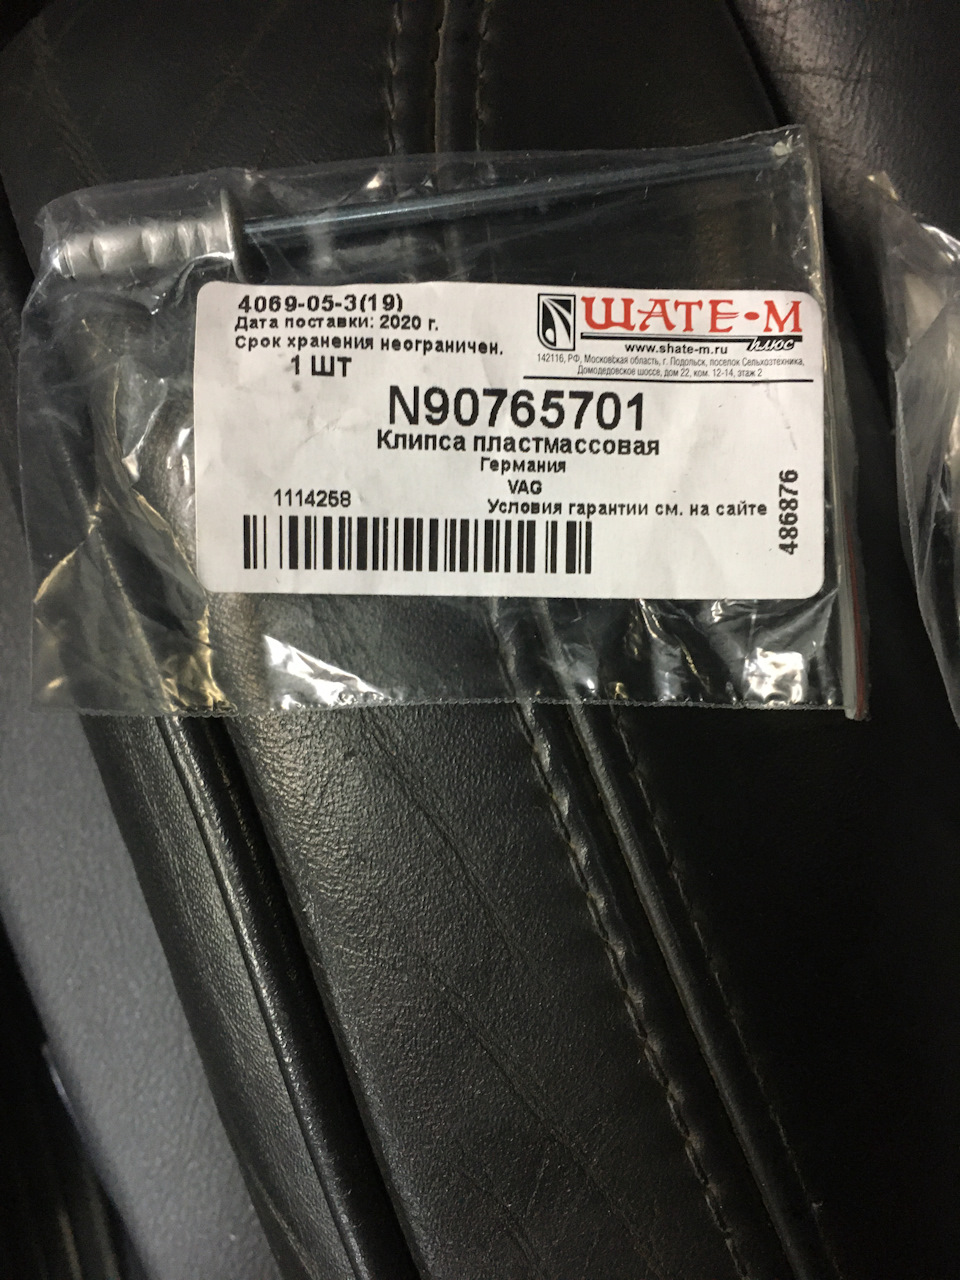 4069-05-3(19)
Дата поставки: 2020 г.
Срок хранения неограничен.
1 ШТ
ШАТЕ-М
плюс
www.shate-m.ru
142116, РФ, Московская область, г. Подольск, поселок Сельхозтехника,
Домодедовское шоссе, дом 22, ком. 12-14, этаж 2
N90765701
Клипса пластмассовая
Германия
VAG
1114258
Условия гарантии см. на сайте
486876